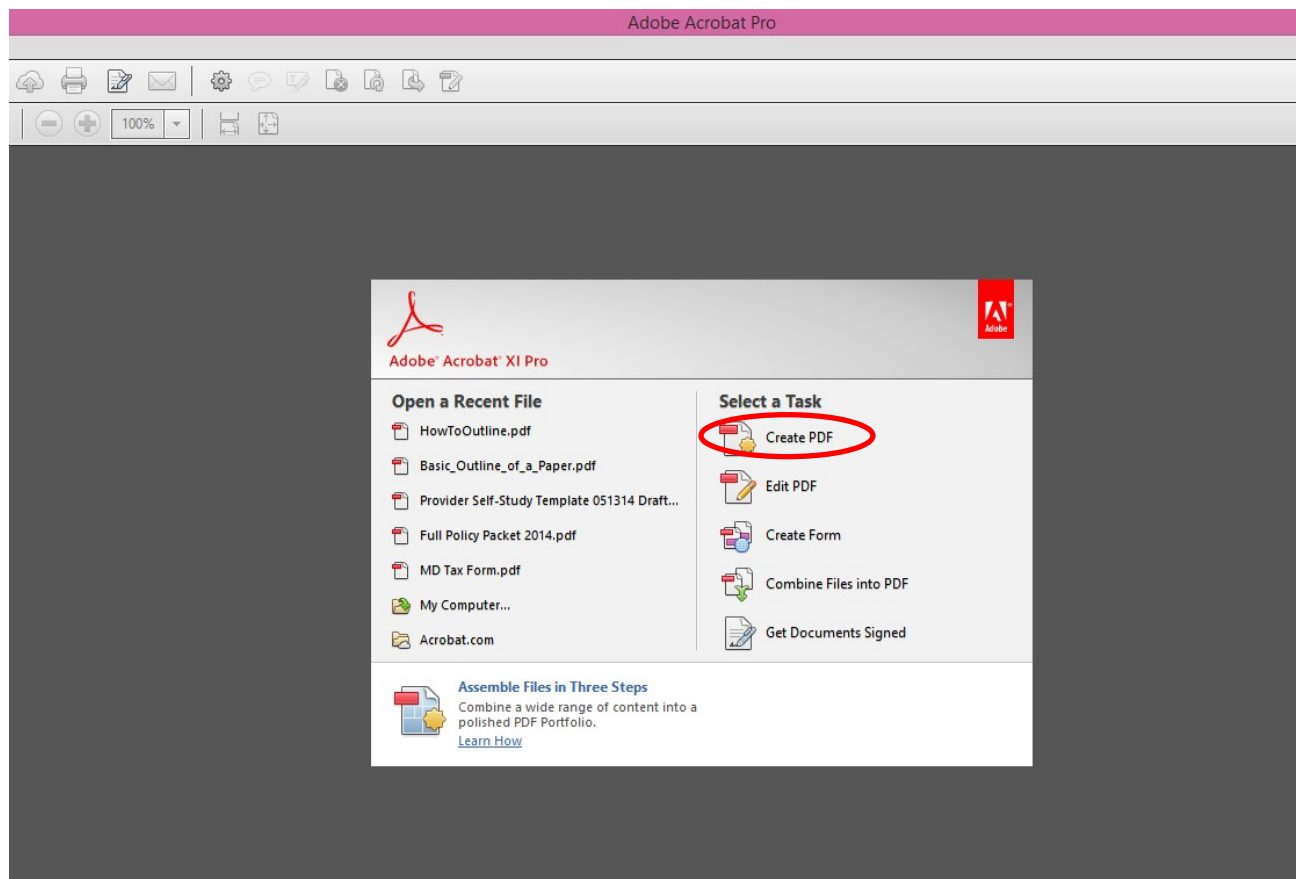 Adobe Acrobat Pro
100%
Adobe
Adobe® Acrobat® XI Pro
Open a Recent File
HowToOutline.pdf
Basic_Outline_of_a_Paper.pdf
Provider Self-Study Template 051314 Draft...
Full Policy Packet 2014.pdf
MD Tax Form.pdf
My Computer...
Acrobat.com
Select a Task
Create PDF
Edit PDF
Create Form
Combine Files into PDF
Get Documents Signed
Assemble Files in Three Steps
Combine a wide range of content into a
polished PDF Portfolio.
Learn How